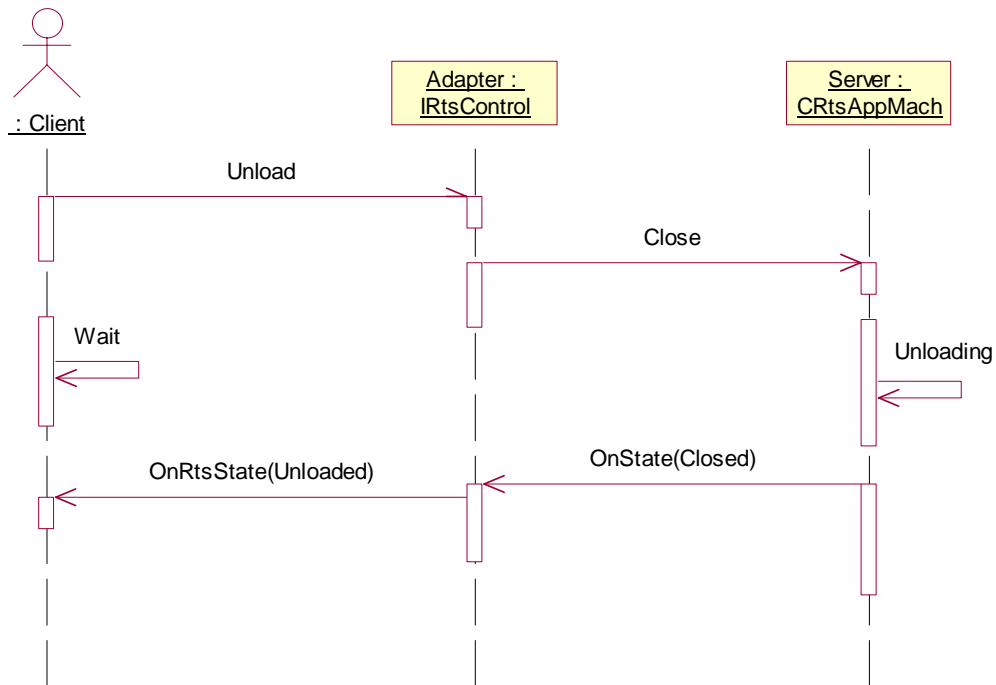 : Client
Adapter :
IRtsControl
Server :
CRtsAppMach
Unload
Close
Wait
Unloading
OnState(Closed)
OnRtsState(Unloaded)